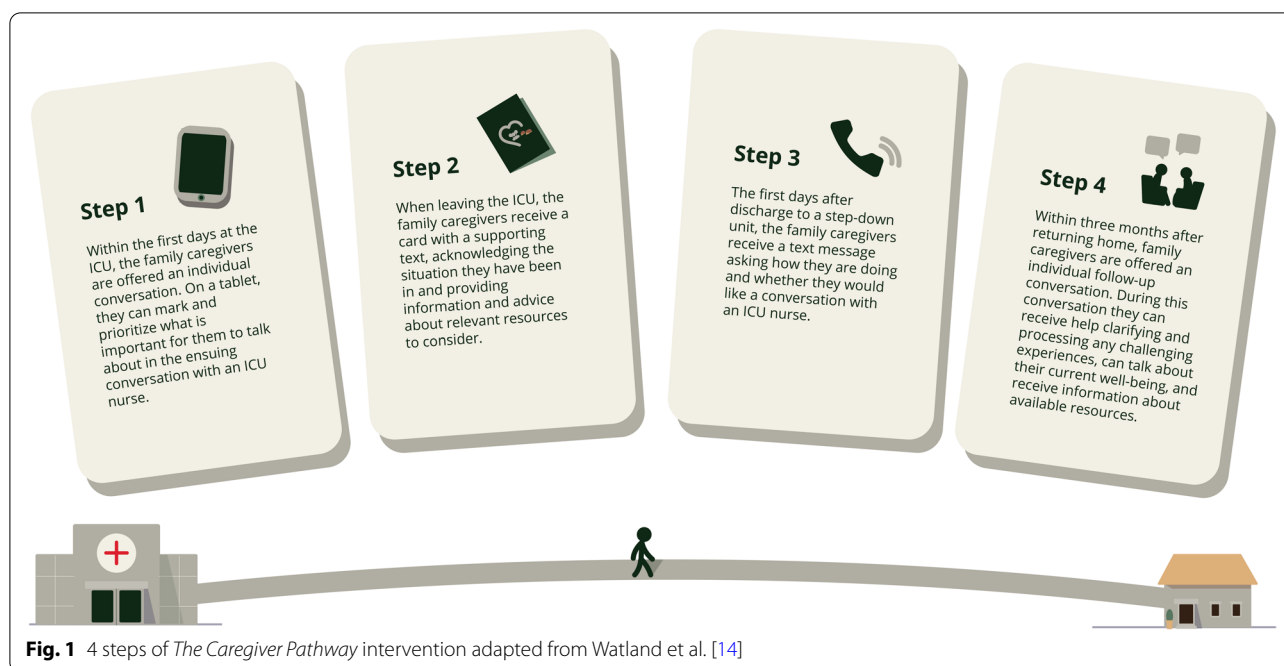 Step 1
Within the first days at the
ICU, the family caregivers
are offered an individual
conversation. On a tablet,
they can mark and
prioritize what is
important for them to talk
about in the ensuing
conversation with an ICU
nurse.
Step 2
When leaving the ICU, the
family caregivers receive a
card with a supporting
text, acknowledging the
situation they have been
in and providing
information and advice
about relevant resources
to consider.
Step 3
The first days after
discharge to a step-down
unit, the family caregivers
receive a text message
asking how they are doing
and whether they would
like a conversation with
an ICU nurse.
Step 4
Within three months after
returning home, family
caregivers are offered an
individual follow-up
conversation. During this
conversation they can
receive help clarifying and
processing any challenging
experiences, can talk about
their current well-being, and
receive information about
available resources.
Fig. 1 4 steps of The Caregiver Pathway intervention adapted from Watland et al. [14]